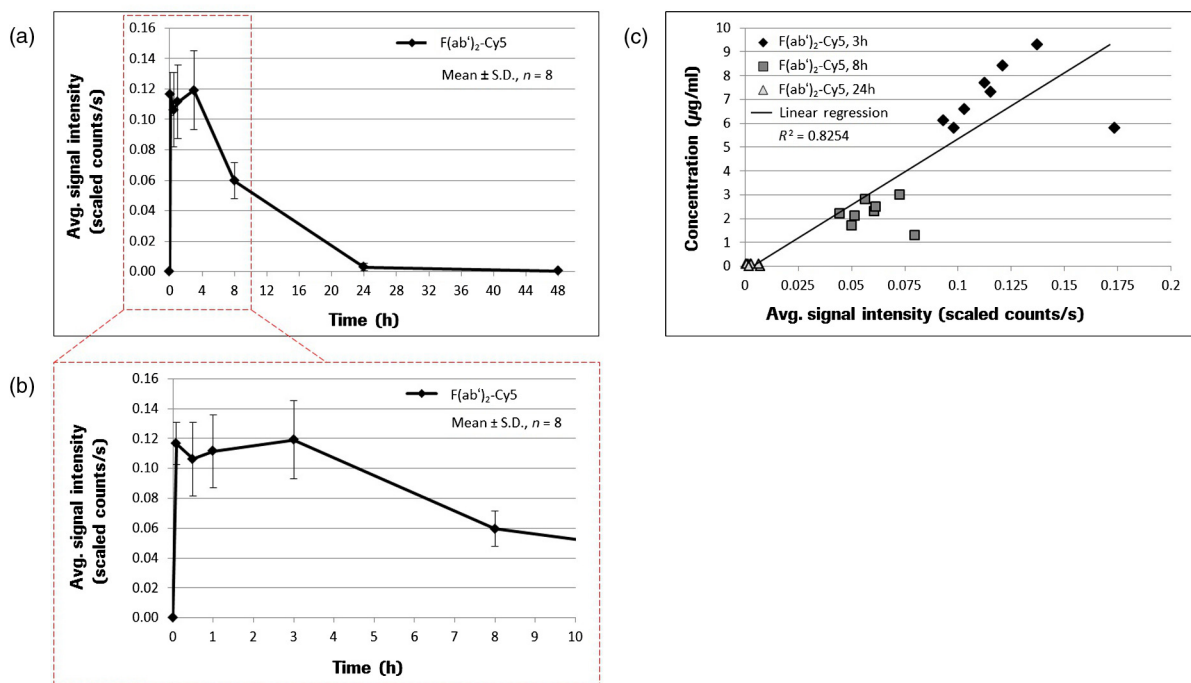 (a)
0.16
0.14
0.12
0.10
0.08
0.06
0.04
0.02
0.00
Avg. signal intensity
(scaled counts/s)
F(ab‘)₂-Cy5
Mean ± S.D., n = 8
0 4 8 12 16 20 24 28 32 36 40 44 48
Time (h)
(b)
0.16
0.14
0.12
0.10
0.08
0.06
0.04
0.02
0.00
Avg. signal intensity
(scaled counts/s)
F(ab‘)₂-Cy5
Mean ± S.D., n = 8
0 1 2 3 4 5 6 7 8 9 10
Time (h)
(c)
10
9
8
7
6
5
4
3
2
1
0
Concentration (µg/ml)
F(ab‘)₂-Cy5, 3h
F(ab‘)₂-Cy5, 8h
F(ab‘)₂-Cy5, 24h
Linear regression
R² = 0.8254
0 0.025 0.05 0.075 0.1 0.125 0.15 0.175 0.2
Avg. signal intensity (scaled counts/s)